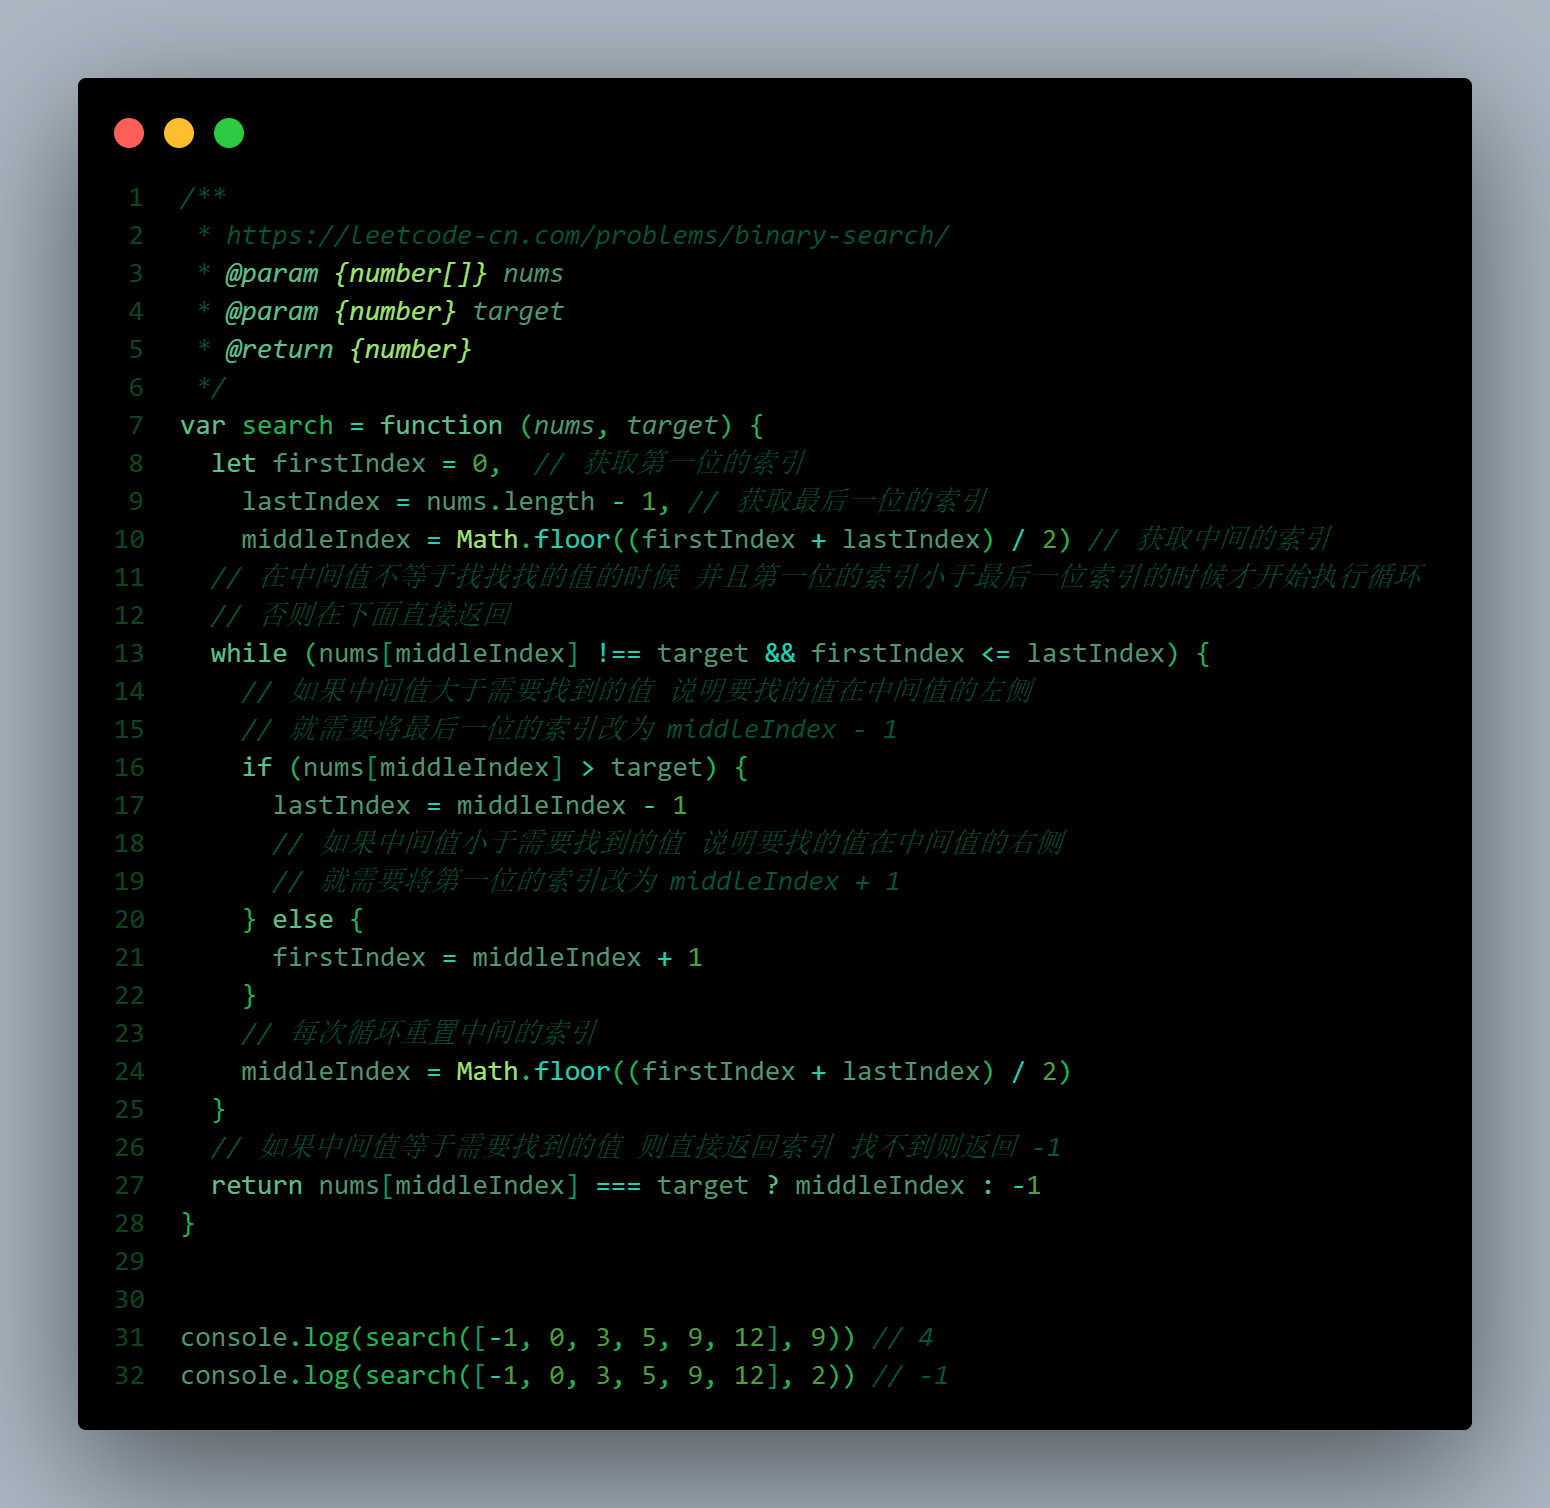 1 /**
2  * https://leetcode-cn.com/problems/binary-search/
3  * @param {number[]} nums
4  * @param {number} target
5  * @return {number}
6  */
7 var search = function (nums, target) {
8   let firstIndex = 0,  // 获取第一位的索引
9     lastIndex = nums.length - 1, // 获取最后一位的索引
10     middleIndex = Math.floor((firstIndex + lastIndex) / 2) // 获取中间的索引
11   // 在中间值不等于找找找的值的时候 并且第一位的索引小于最后一位索引的时候才开始执行循环
12   // 否则在下面直接返回
13   while (nums[middleIndex] !== target && firstIndex <= lastIndex) {
14     // 如果中间值大于需要找到的值 说明要找的值在中间值的左侧
15     // 就需要将最后一位的索引改为 middleIndex - 1
16     if (nums[middleIndex] > target) {
17       lastIndex = middleIndex - 1
18       // 如果中间值小于需要找到的值 说明要找的值在中间值的右侧
19       // 就需要将第一位的索引改为 middleIndex + 1
20     } else {
21       firstIndex = middleIndex + 1
22     }
23     // 每次循环重置中间的索引
24     middleIndex = Math.floor((firstIndex + lastIndex) / 2)
25   }
26   // 如果中间值等于需要找到的值 则直接返回索引 找不到则返回 -1
27   return nums[middleIndex] === target ? middleIndex : -1
28 }
29
30
31 console.log(search([-1, 0, 3, 5, 9, 12], 9)) // 4
32 console.log(search([-1, 0, 3, 5, 9, 12], 2)) // -1